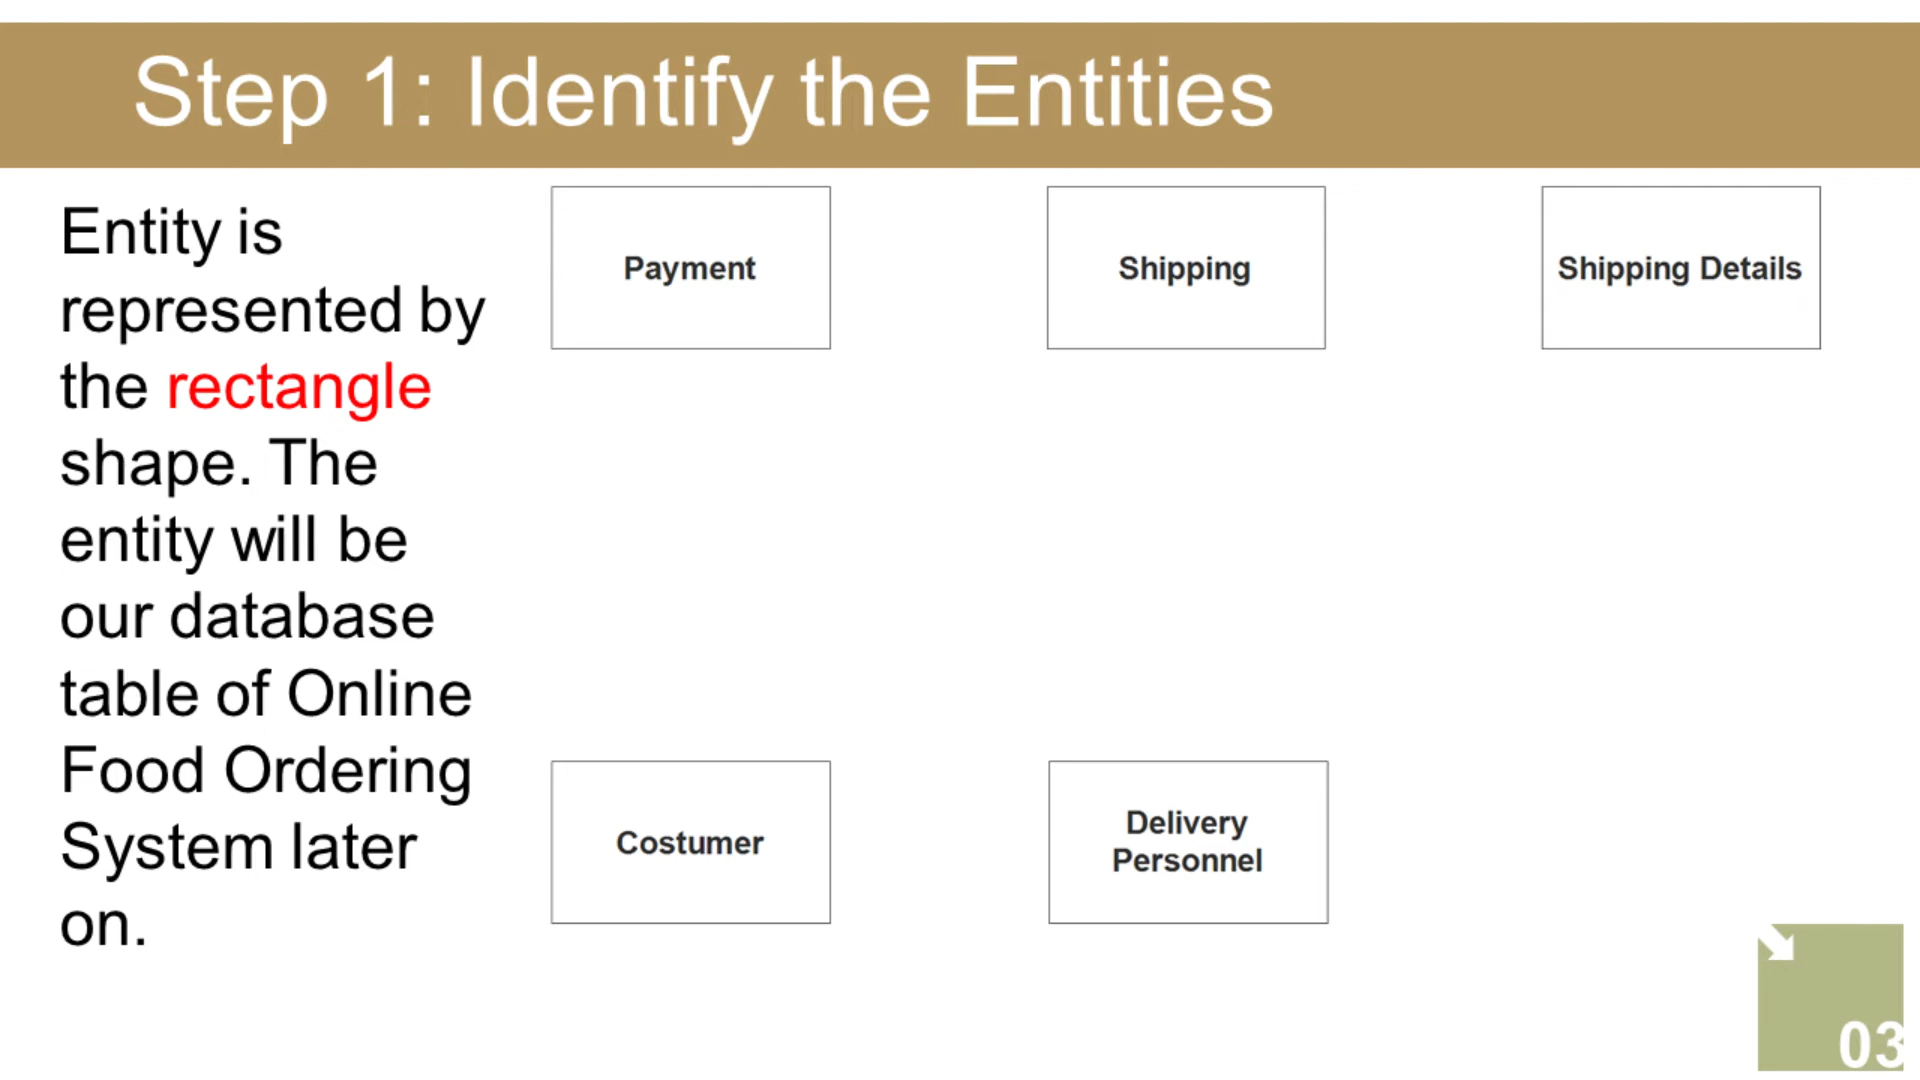 Step 1: Identify the Entities
Entity is
represented by
the rectangle
shape. The
entity will be
our database
table of Online
Food Ordering
System later
on.
Payment
Shipping
Shipping Details
Costumer
Delivery
Personnel
03